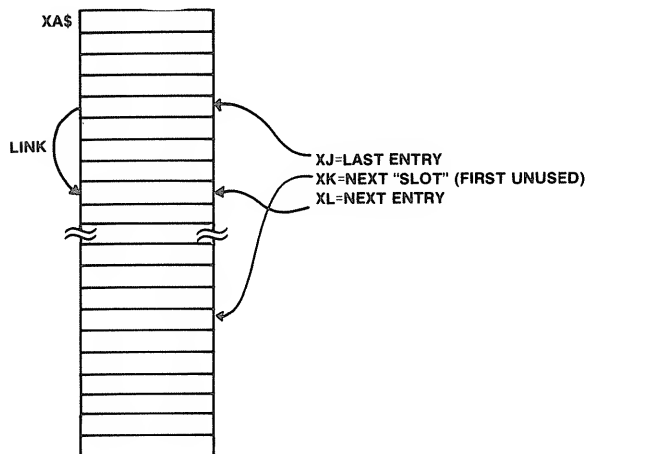 XA$
LINK
XJ=LAST ENTRY
XK=NEXT "SLOT" (FIRST UNUSED)
XL=NEXT ENTRY